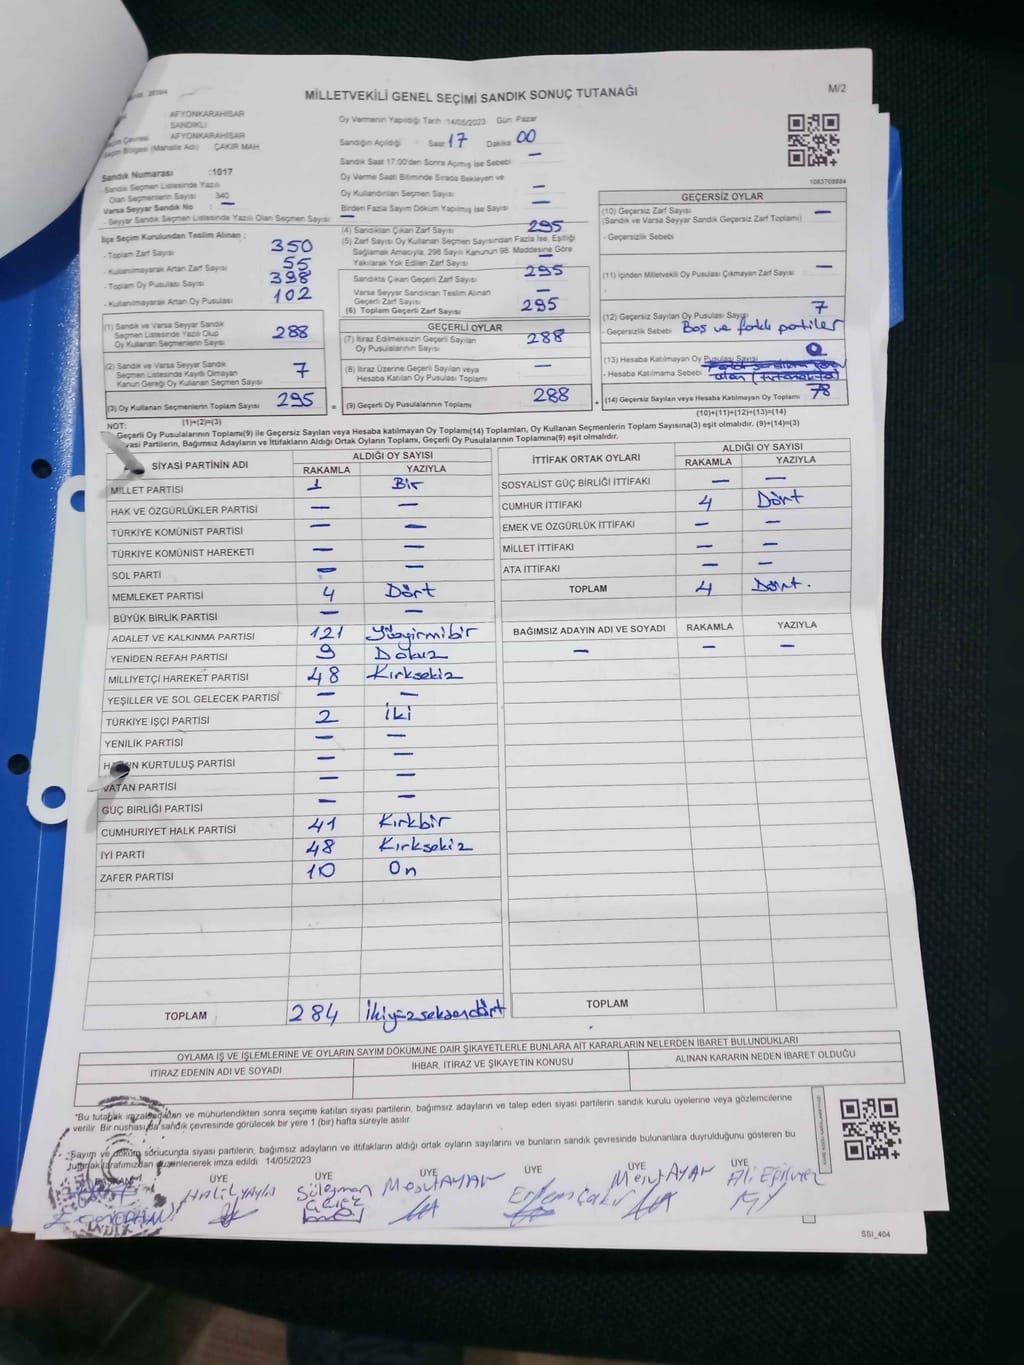 MİLLETVEKİLİ GENEL SEÇİMİ SANDIK SONUÇ TUTANAĞI
M/2
AFYONKARAHİSAR
SANDIKLI
Seçim Çevresi : AFYONKARAHİSAR
Seçim Bölgesi (Mahalle Adı) : ÇAKIR MAH.
Sandık Numarası :1017
- Sandık Seçmen Listesinde Yazılı
Olan Seçmenlerin Sayısı : 340
Varsa Seyyar Sandık No : —
- Seyyar Sandık Seçmen Listesinde Yazılı Olan Seçmen Sayısı: —
Oy Vermenin Yapıldığı Tarih :14/05/2023 Gün: Pazar
Sandığın Açıldığı : Saat 17 Dakika 00
Sandık Saat 17.00'den Sonra Açılmış İse Sebebi : —
Oy Verme Saati Bitiminde Sırada Bekleyen ve
Oy Kullandırılan Seçmen Sayısı : —
Birden Fazla Sayım Döküm Yapılmış İse Sayısı : —
1083708884
İlçe Seçim Kurulundan Teslim Alınan ;
- Toplam Zarf Sayısı : 350
- Kullanılmayarak Artan Zarf Sayısı : 55
- Toplam Oy Pusulası : 398
- Kullanılmayarak Artan Oy Pusulası : 102
(1) Sandık ve Varsa Seyyar Sandık
Seçmen Listesinde Yazılı Olup
Oy Kullanan Seçmenlerin Sayısı : 288
(2) Sandık ve Varsa Seyyar Sandık
Seçmen Listesinde Kayıtlı Olmayan
Kanun Gereği Oy Kullanan Seçmen Sayısı : 7
(3) Oy Kullanan Seçmenlerin Toplam Sayısı : 295
(1)+(2)=(3)
(4) Sandıktan Çıkan Zarf Sayısı : 295
(5) Zarf Sayısı Oy Kullanan Seçmen Sayısından Fazla İse, Eşitliği
Sağlamak Amacıyla, 298 Sayılı Kanunun 98. Maddesine Göre
Yakılarak Yok Edilen Zarf Sayısı : —
Sandıkta Çıkan Geçerli Zarf Sayısı : 295
Varsa Seyyar Sandıktan Teslim Alınan
Geçerli Zarf Sayısı : —
(6) Toplam Geçerli Zarf Sayısı : 295
GEÇERLİ OYLAR
(7) İtiraz Edilmeksizin Geçerli Sayılan
Oy Pusulalarının Sayısı : 288
(8) İtiraz Üzerine Geçerli Sayılan veya
Hesaba Katılan Oy Pusulası Toplamı : —
= (9) Geçerli Oy Pusulalarının Toplamı : 288 +
GEÇERSİZ OYLAR
(10) Geçersiz Zarf Sayısı : —
(Sandık ve Varsa Seyyar Sandık Geçersiz Zarf Toplamı)
- Geçersizlik Sebebi :
(11) İçinden Milletvekili Oy Pusulası Çıkmayan Zarf Sayısı : —
(12) Geçersiz Sayılan Oy Pusulası Sayısı : 7
- Geçersizlik Sebebi : Boş ve farklı partiler
(13) Hesaba Katılmayan Oy Pusulası Sayısı :
- Hesaba Katılmama Sebebi :
(14) Geçersiz Sayılan veya Hesaba Katılmayan Oy Toplamı :
(10)+(11)+(12)+(13)=(14)
NOT:
Geçerli Oy Pusulalarının Toplamı(9) ile Geçersiz Sayılan veya Hesaba Katılmayan Oy Toplamı(14) Toplamları, Oy Kullanan Seçmenlerin Toplam Sayısına(3) eşit olmalıdır. (9)+(14)=(3)
Siyasi Partilerin, Bağımsız Adayların ve İttifakların Aldığı Ortak Oyların Toplamı, Geçerli Oy Pusulalarının Toplamına(9) eşit olmalıdır.
SİYASİ PARTİNİN ADI ALDIĞI OY SAYISI
RAKAMLA YAZIYLA
MİLLET PARTİSİ 1 Bir
HAK VE ÖZGÜRLÜKLER PARTİSİ — —
TÜRKİYE KOMÜNİST PARTİSİ — —
TÜRKİYE KOMÜNİST HAREKETİ — —
SOL PARTİ — —
MEMLEKET PARTİSİ 4 Dört
BÜYÜK BİRLİK PARTİSİ — —
ADALET VE KALKINMA PARTİSİ 121 Yüzyirmibir
YENİDEN REFAH PARTİSİ 9 Dokuz
MİLLİYETÇİ HAREKET PARTİSİ 48 Kırksekiz
YEŞİLLER VE SOL GELECEK PARTİSİ — —
TÜRKİYE İŞÇİ PARTİSİ 2 İki
YENİLİK PARTİSİ — —
HALKIN KURTULUŞ PARTİSİ — —
VATAN PARTİSİ — —
GÜÇ BİRLİĞİ PARTİSİ — —
CUMHURİYET HALK PARTİSİ 41 Kırkbir
İYİ PARTİ 48 Kırksekiz
ZAFER PARTİSİ 10 On
TOPLAM 284 İkiyüzseksendört
İTTİFAK ORTAK OYLARI ALDIĞI OY SAYISI
RAKAMLA YAZIYLA
SOSYALİST GÜÇ BİRLİĞİ İTTİFAKI — —
CUMHUR İTTİFAKI 4 Dört
EMEK VE ÖZGÜRLÜK İTTİFAKI — —
MİLLET İTTİFAKI — —
ATA İTTİFAKI — —
TOPLAM 4 Dört.
BAĞIMSIZ ADAYIN ADI VE SOYADI RAKAMLA YAZIYLA
— — —
TOPLAM
OYLAMA İŞ VE İŞLEMLERİNE VE OYLARIN SAYIM DÖKÜMÜNE DAİR ŞİKAYETLERLE BUNLARA AİT KARARLARIN NELERDEN İBARET BULUNDUKLARI
İTİRAZ EDENİN ADI VE SOYADI İHBAR, İTİRAZ VE ŞİKAYETİN KONUSU ALINAN KARARIN NEDEN İBARET OLDUĞU
"Bu tutanak imzalandıktan ve mühürlendikten sonra seçime katılan siyasi partilerin, bağımsız adayların ve talep eden siyasi partilerin sandık kurulu üyelerine veya gözlemcilerine
verilir. Bir nüshası da sandık çevresinde görülecek bir yere 1 (bir) hafta süreyle asılır."
Sayım ve döküm sonucunda siyasi partilerin, bağımsız adayların ve ittifakların aldığı ortak oyların sayılarını ve bunların sandık çevresinde bulunanlara duyrulduğunu gösteren bu
tutanak tarafımızdan düzenlenerek imza edildi. 14/05/2023
BAŞKAN ÜYE ÜYE ÜYE ÜYE ÜYE ÜYE
Halil Süleyman Mesut AYAR Mesut AYAR Ali
SSI_404